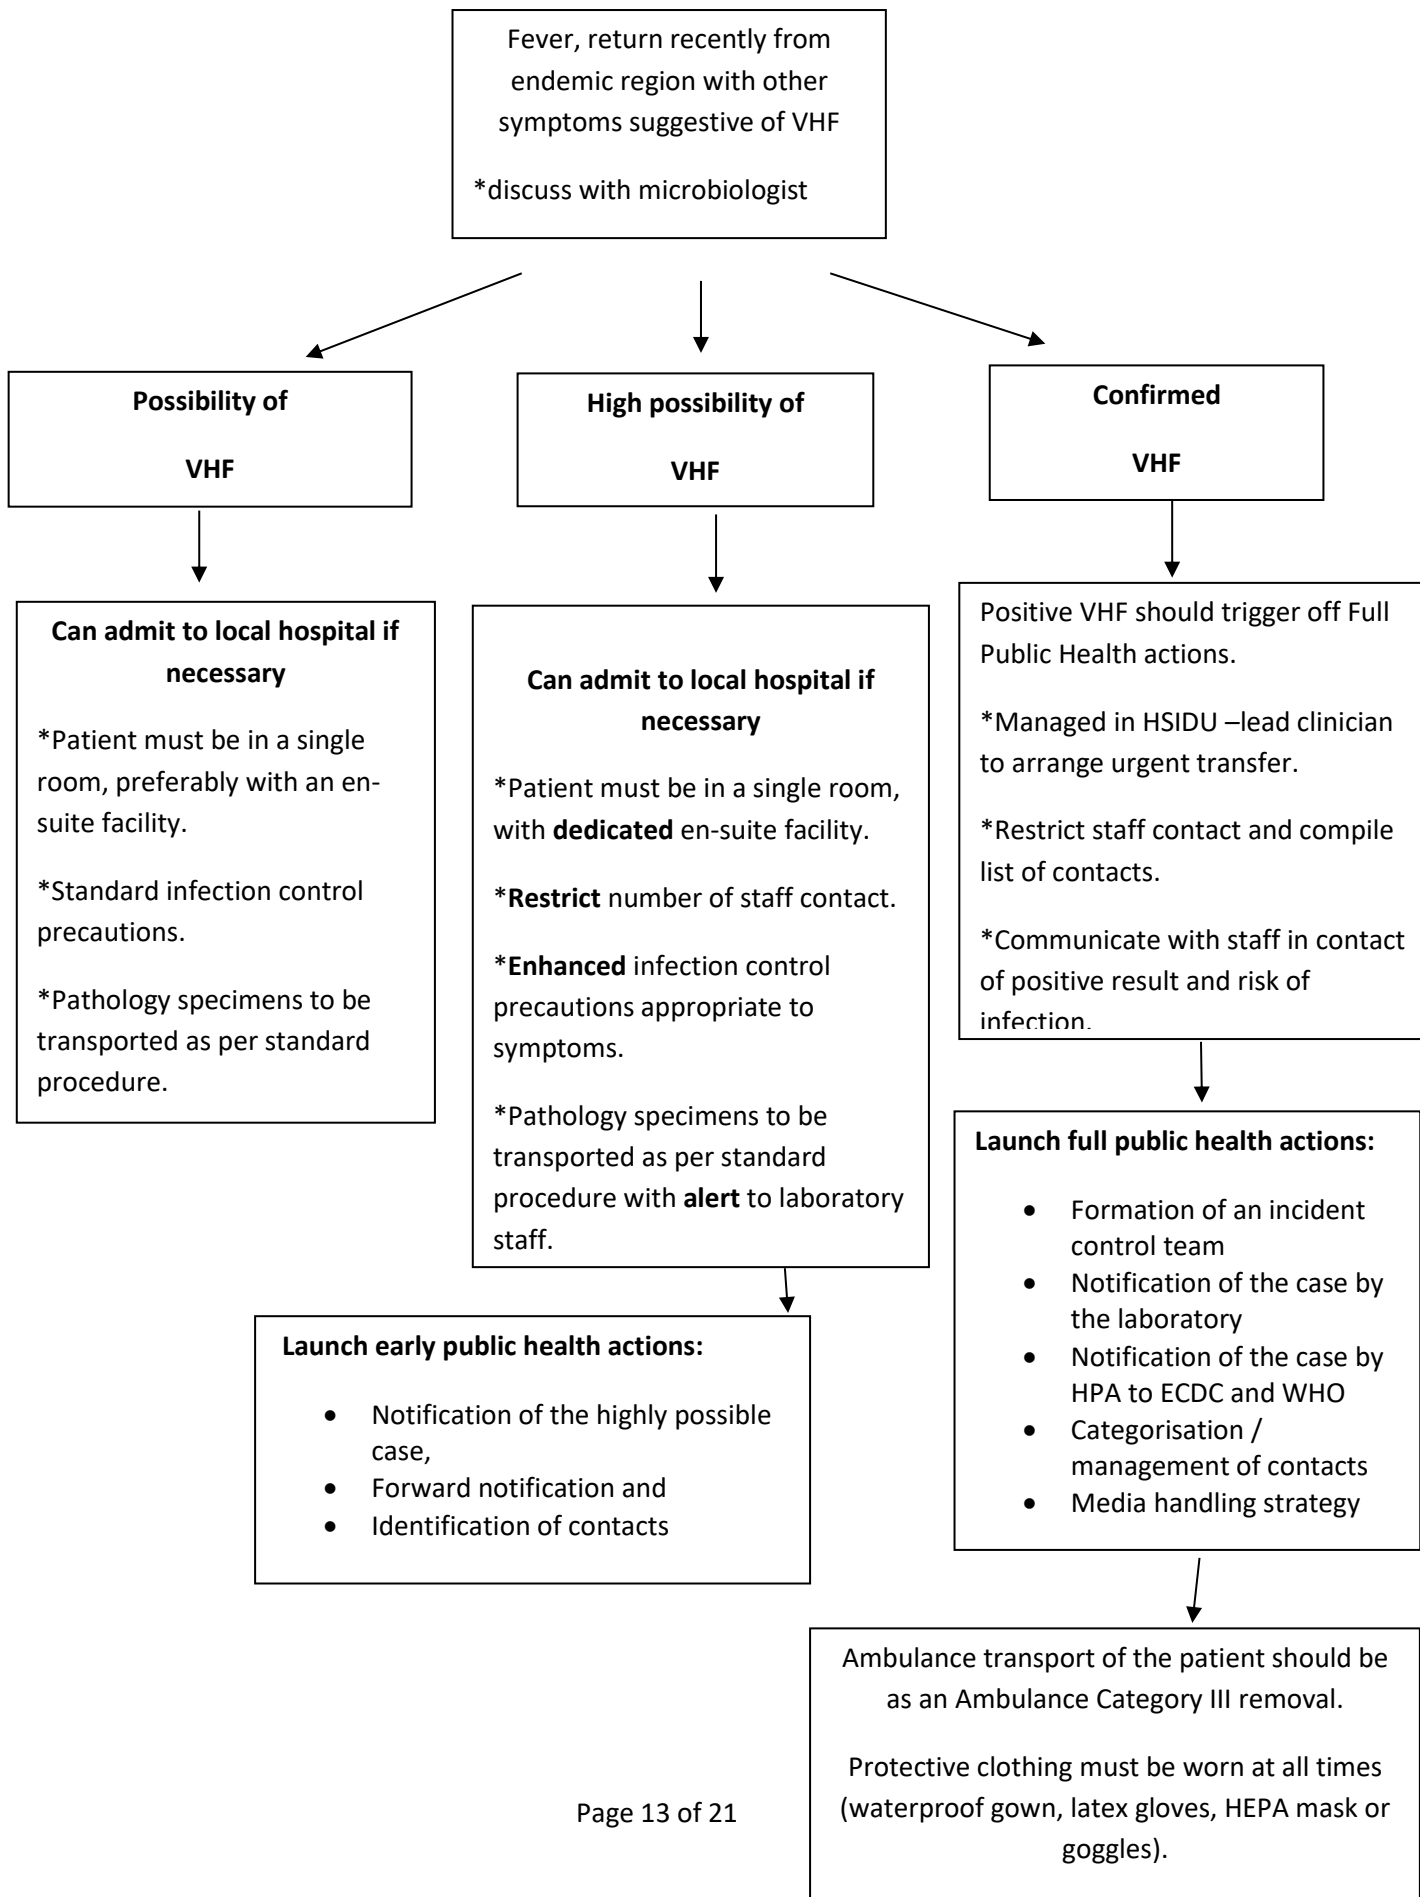 Fever, return recently from
endemic region with other
symptoms suggestive of VHF
*discuss with microbiologist
Possibility of
VHF
High possibility of
VHF
Confirmed
VHF
Can admit to local hospital if
necessary
*Patient must be in a single
room, preferably with an en-
suite facility.
*Standard infection control
precautions.
*Pathology specimens to be
transported as per standard
procedure.
Can admit to local hospital if
necessary
*Patient must be in a single room,
with dedicated en-suite facility.
*Restrict number of staff contact.
*Enhanced infection control
precautions appropriate to
symptoms.
*Pathology specimens to be
transported as per standard
procedure with alert to laboratory
staff.
Positive VHF should trigger off Full
Public Health actions.
*Managed in HSIDU –lead clinician
to arrange urgent transfer.
*Restrict staff contact and compile
list of contacts.
*Communicate with staff in contact
of positive result and risk of
infection.
Launch early public health actions:
• Notification of the highly possible
case,
• Forward notification and
• Identification of contacts
Launch full public health actions:
• Formation of an incident
control team
• Notification of the case by
the laboratory
• Notification of the case by
HPA to ECDC and WHO
• Categorisation /
management of contacts
• Media handling strategy
Ambulance transport of the patient should be
as an Ambulance Category III removal.
Protective clothing must be worn at all times
(waterproof gown, latex gloves, HEPA mask or
goggles).
Page 13 of 21